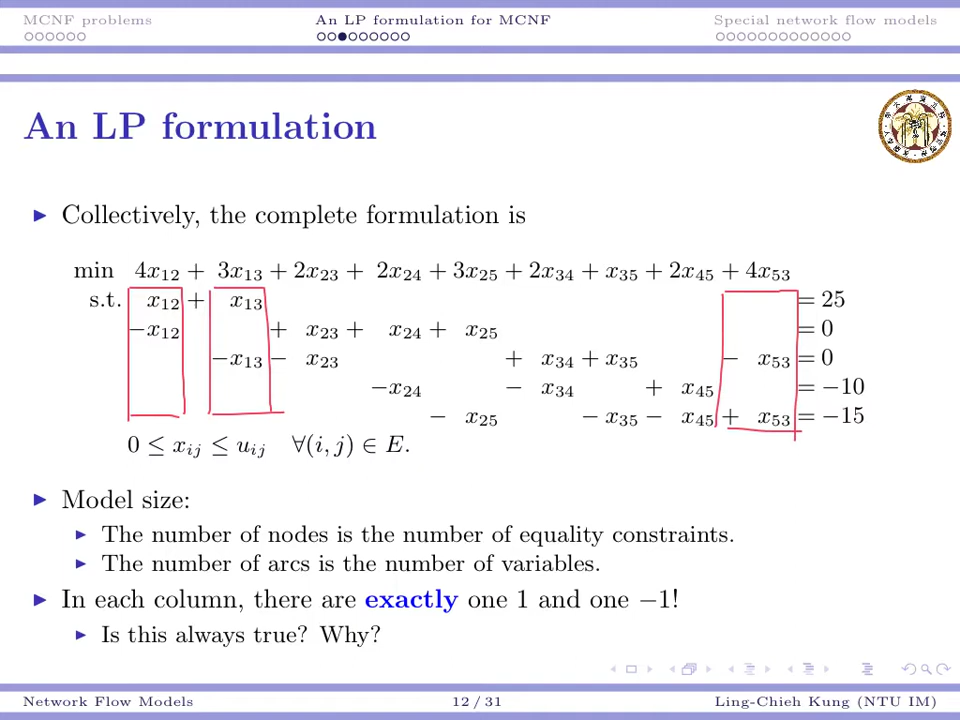 MCNF problems An LP formulation for MCNF Special network flow models
An LP formulation
Collectively, the complete formulation is
min 4x₁₂ + 3x₁₃ + 2x₂₃ + 2x₂₄ + 3x₂₅ + 2x₃₄ + x₃₅ + 2x₄₅ + 4x₅₃
s.t. x₁₂ + x₁₃ = 25
−x₁₂ + x₂₃ + x₂₄ + x₂₅ = 0
−x₁₃ − x₂₃ + x₃₄ + x₃₅ − x₅₃ = 0
−x₂₄ − x₃₄ + x₄₅ = −10
− x₂₅ − x₃₅ − x₄₅ + x₅₃ = −15
0 ≤ xᵢⱼ ≤ uᵢⱼ ∀(i, j) ∈ E.
Model size:
The number of nodes is the number of equality constraints.
The number of arcs is the number of variables.
In each column, there are exactly one 1 and one −1!
Is this always true? Why?
Network Flow Models 12 / 31 Ling-Chieh Kung (NTU IM)